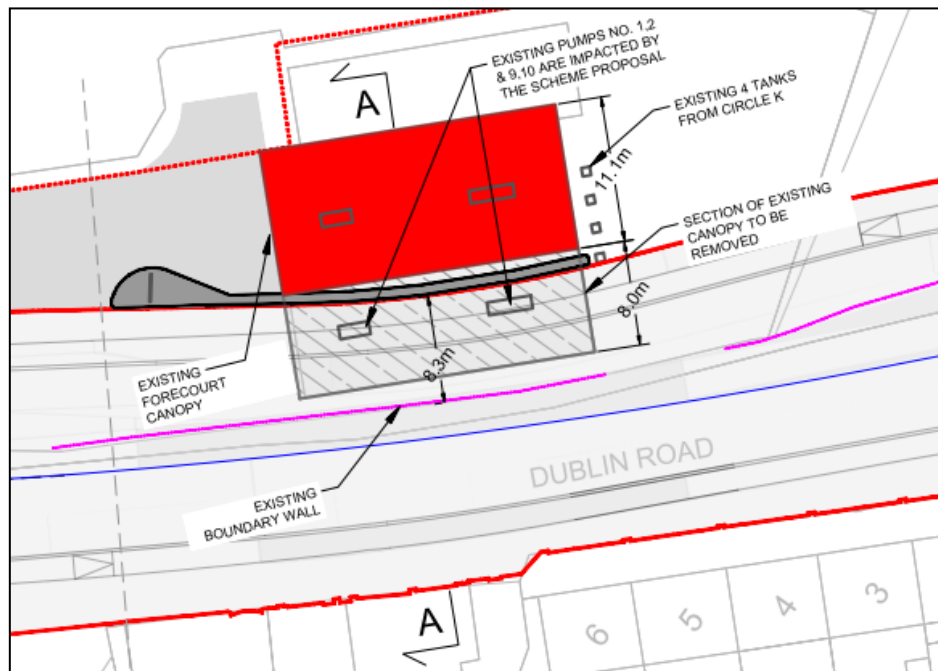 EXISTING PUMPS NO. 1,2
& 9,10 ARE IMPACTED BY
THE SCHEME PROPOSAL
A
EXISTING 4 TANKS
FROM CIRCLE K
11.1m
SECTION OF EXISTING
CANOPY TO BE
REMOVED
8.0m
8.3m
EXISTING
FORECOURT
CANOPY
DUBLIN ROAD
EXISTING
BOUNDARY WALL
A
6
5
4
3